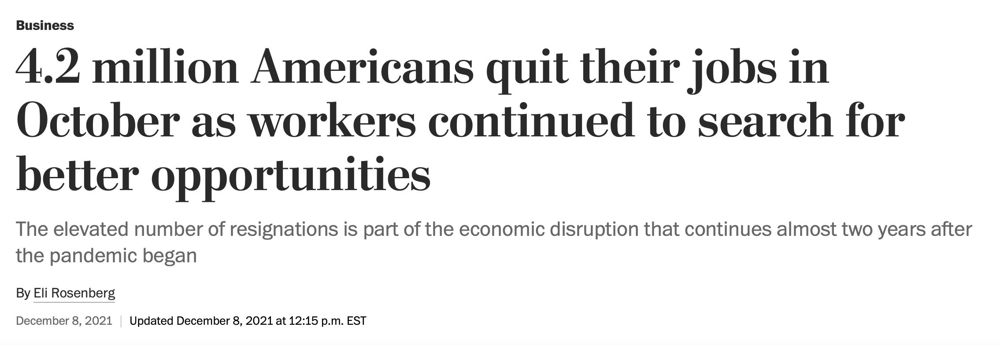 Business
4.2 million Americans quit their jobs in
October as workers continued to search for
better opportunities
The elevated number of resignations is part of the economic disruption that continues almost two years after
the pandemic began
By Eli Rosenberg
December 8, 2021 | Updated December 8, 2021 at 12:15 p.m. EST